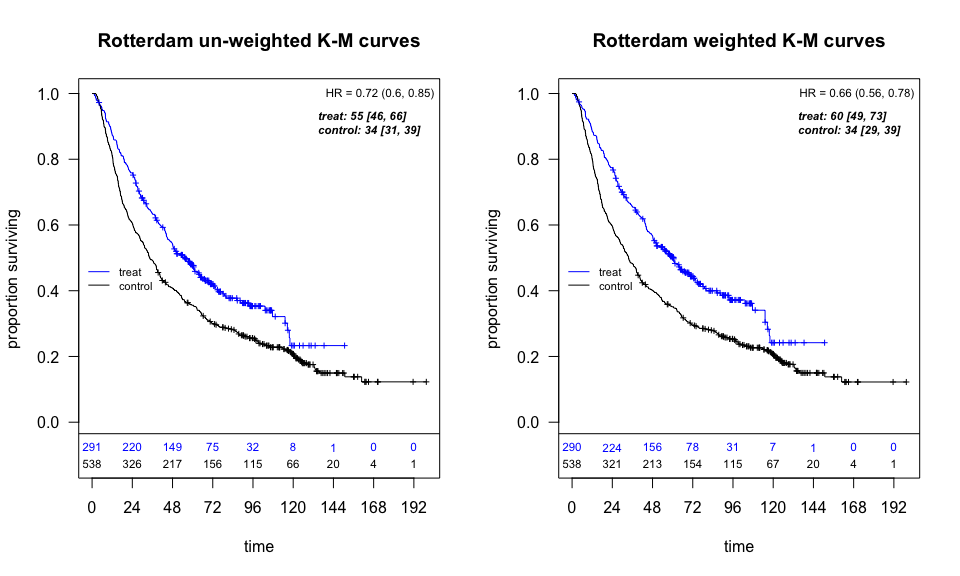 Rotterdam un-weighted K-M curves
HR = 0.72 (0.6, 0.85)
treat: 55 [46, 66]
control: 34 [31, 39]
proportion surviving
1.0
0.8
0.6
0.4
0.2
0.0
treat
control
291 220 149 75 32 8 1 0 0
538 326 217 156 115 66 20 4 1
0 24 48 72 96 120 144 168 192
time
Rotterdam weighted K-M curves
HR = 0.66 (0.56, 0.78)
treat: 60 [49, 73]
control: 34 [29, 39]
proportion surviving
1.0
0.8
0.6
0.4
0.2
0.0
treat
control
290 224 156 78 31 7 1 0 0
538 321 213 154 115 67 20 4 1
0 24 48 72 96 120 144 168 192
time